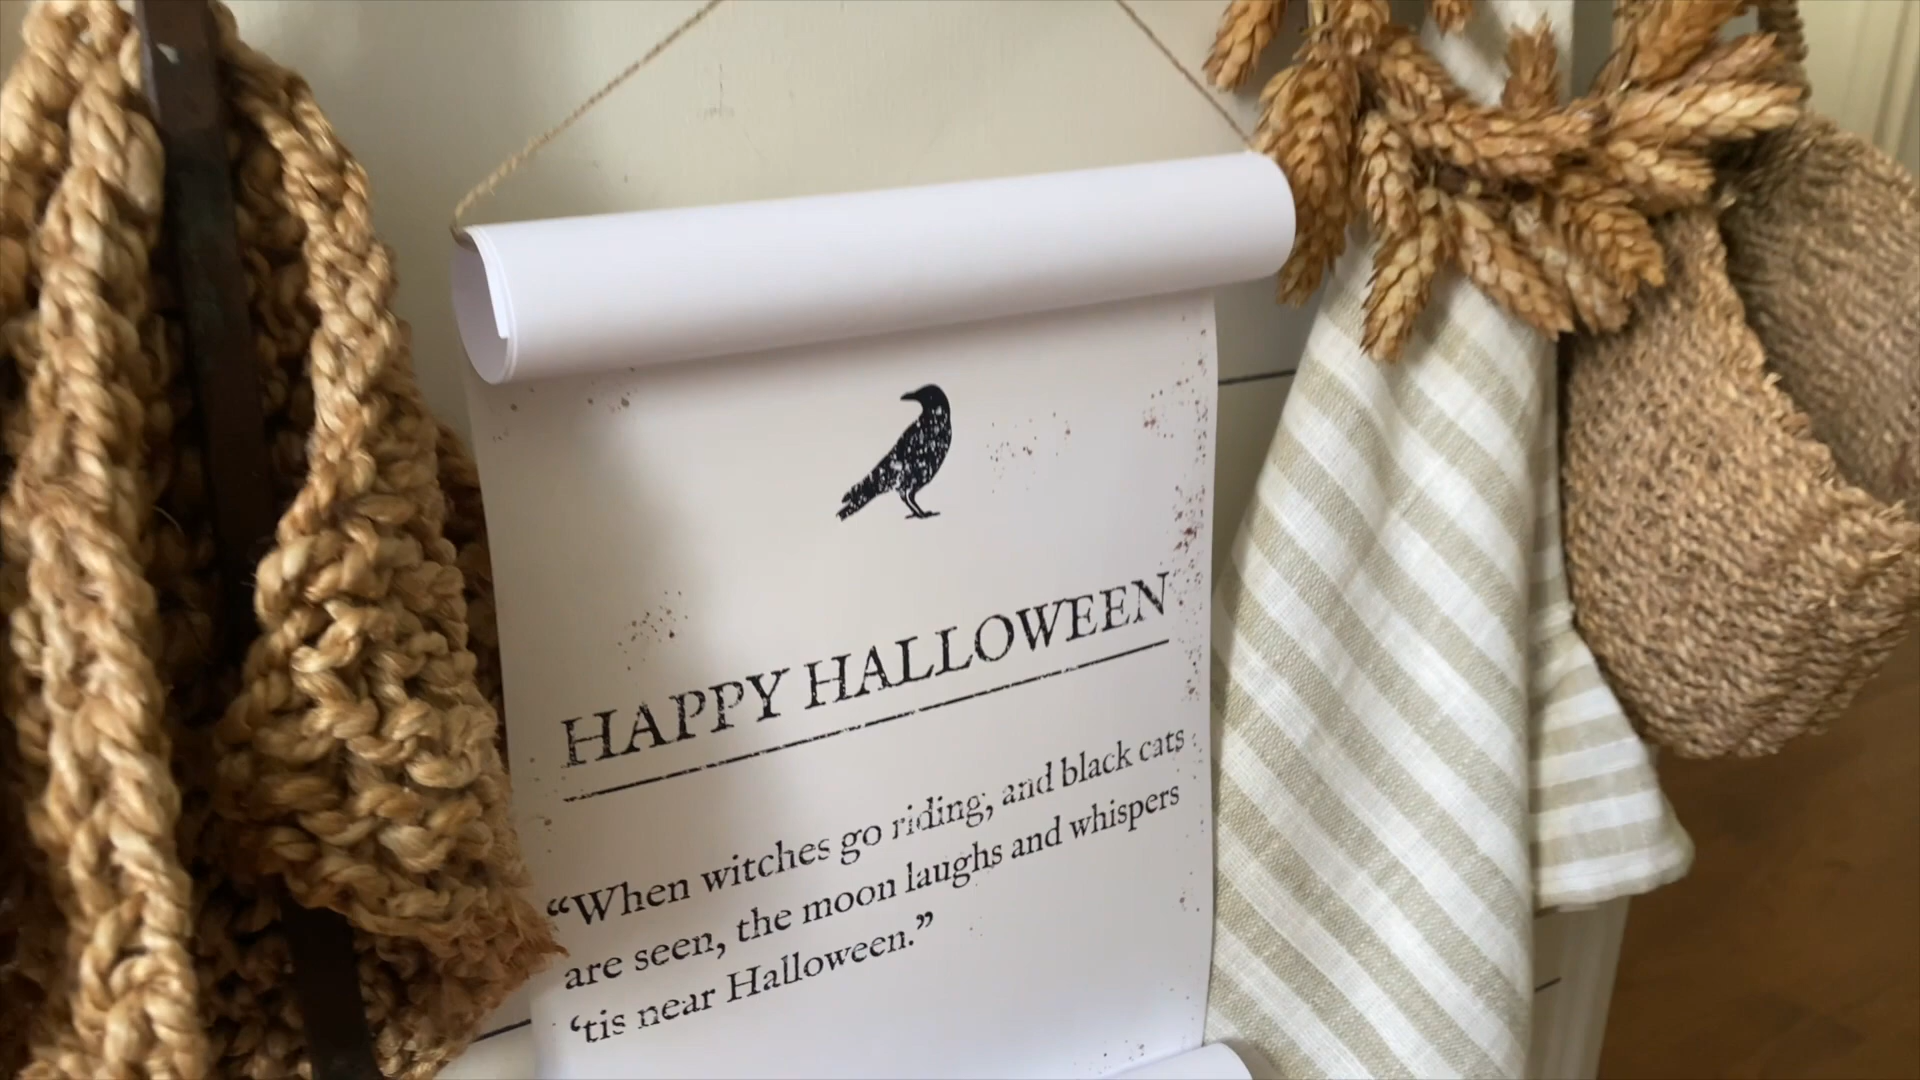 HAPPY HALLOWEEN
“When witches go riding, and black cats
are seen, the moon laughs and whispers
‘tis near Halloween.”